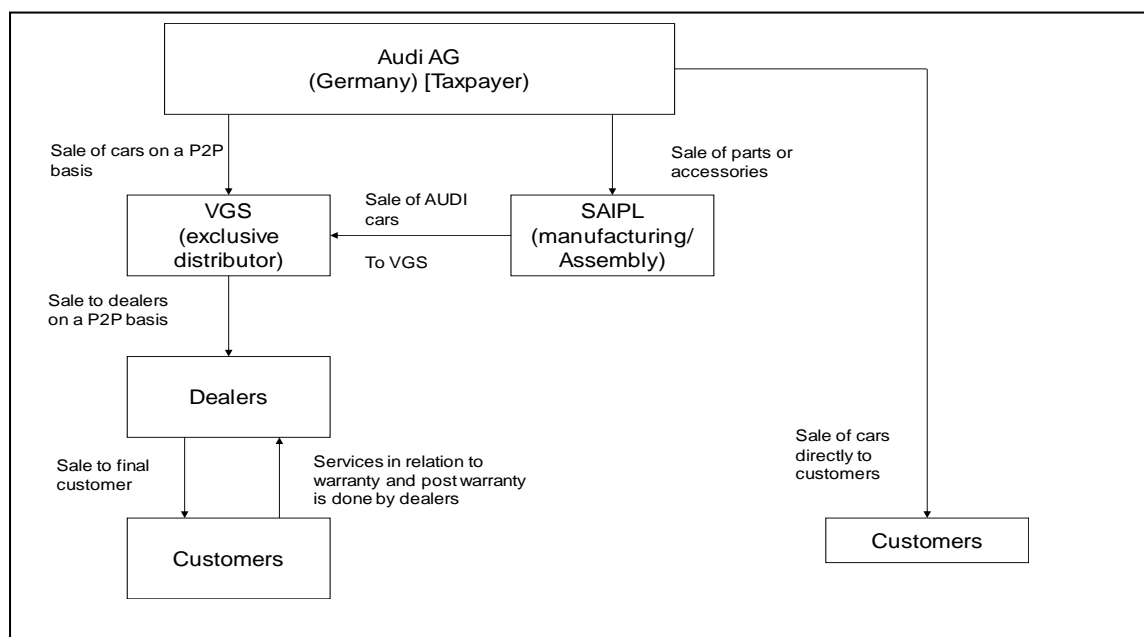 Audi AG
(Germany) [Taxpayer)
Sale of cars on a P2P
basis
Sale of parts or
accessories
VGS
(exclusive
distributor)
Sale of AUDI
cars
To VGS
SAIPL
(manufacturing/
Assembly)
Sale to dealers
on a P2P basis
Dealers
Sale to final
customer
Services in relation to
warranty and post warranty
is done by dealers
Sale of cars
directly to
customers
Customers
Customers